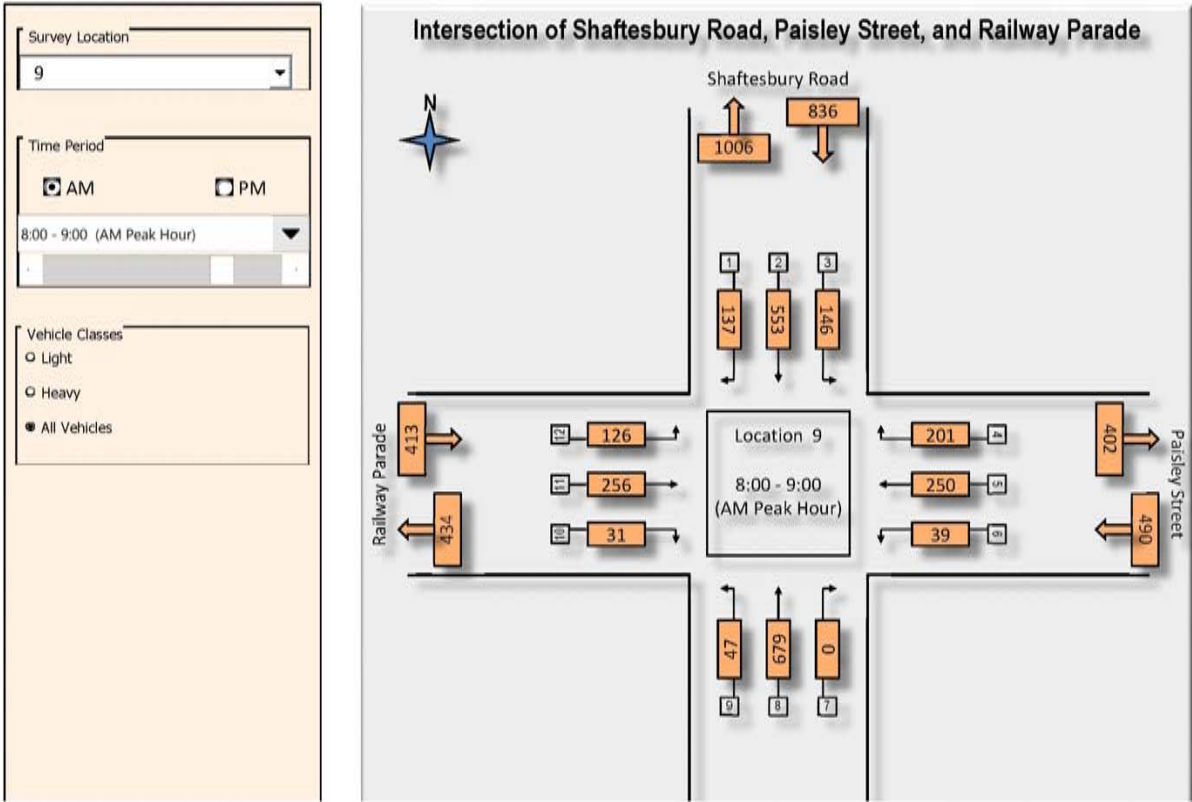 Survey Location
9
Time Period
AM
PM
8:00 - 9:00 (AM Peak Hour)
Vehicle Classes
Light
Heavy
All Vehicles
Intersection of Shaftesbury Road, Paisley Street, and Railway Parade
Shaftesbury Road
N
836
1006
1
2
3
137
553
146
413
434
Railway Parade
12
126
11
256
10
31
Location 9
8:00 - 9:00
(AM Peak Hour)
201
4
250
5
39
6
402
490
Paisley Street
47
679
0
9
8
7